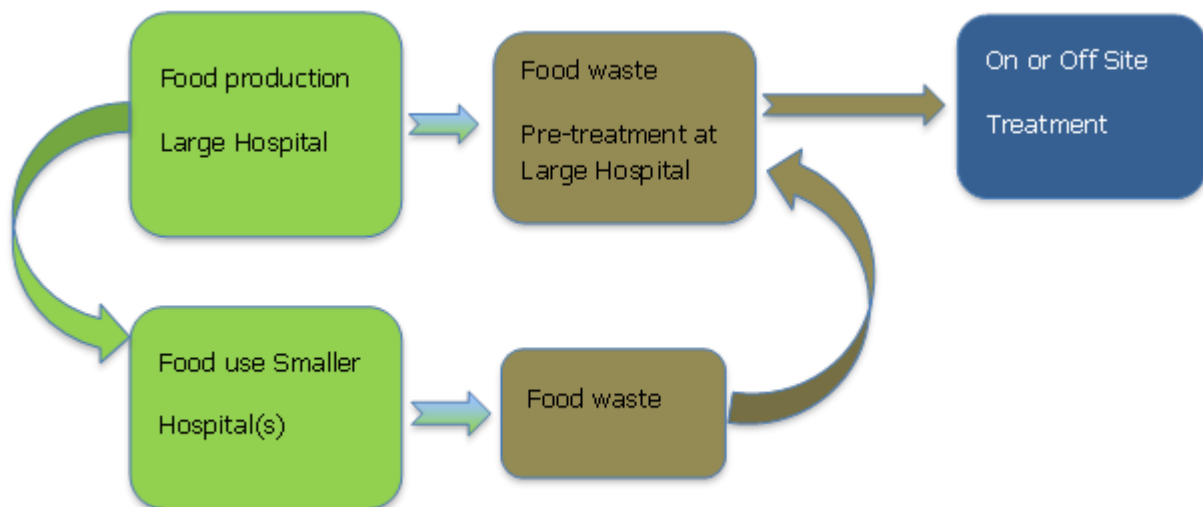 Food production
Large Hospital
Food waste
Pre-treatment at
Large Hospital
On or Off Site
Treatment
Food use Smaller
Hospital(s)
Food waste